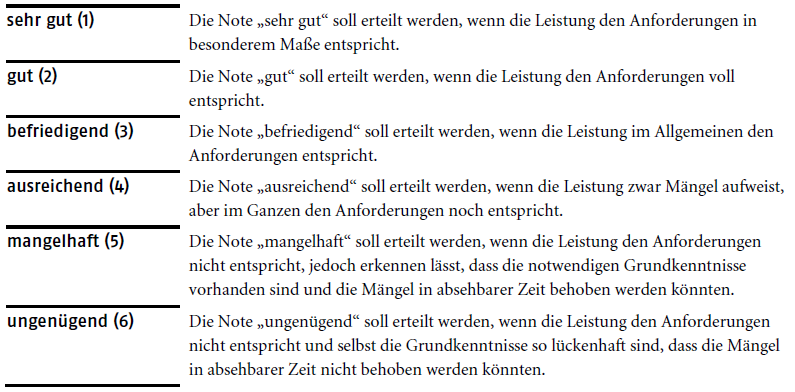 sehr gut (1) Die Note „sehr gut“ soll erteilt werden, wenn die Leistung den Anforderungen in
besonderem Maße entspricht.
gut (2) Die Note „gut“ soll erteilt werden, wenn die Leistung den Anforderungen voll
entspricht.
befriedigend (3) Die Note „befriedigend“ soll erteilt werden, wenn die Leistung im Allgemeinen den
Anforderungen entspricht.
ausreichend (4) Die Note „ausreichend“ soll erteilt werden, wenn die Leistung zwar Mängel aufweist,
aber im Ganzen den Anforderungen noch entspricht.
mangelhaft (5) Die Note „mangelhaft“ soll erteilt werden, wenn die Leistung den Anforderungen
nicht entspricht, jedoch erkennen lässt, dass die notwendigen Grundkenntnisse
vorhanden sind und die Mängel in absehbarer Zeit behoben werden könnten.
ungenügend (6) Die Note „ungenügend“ soll erteilt werden, wenn die Leistung den Anforderungen
nicht entspricht und selbst die Grundkenntnisse so lückenhaft sind, dass die Mängel
in absehbarer Zeit nicht behoben werden könnten.